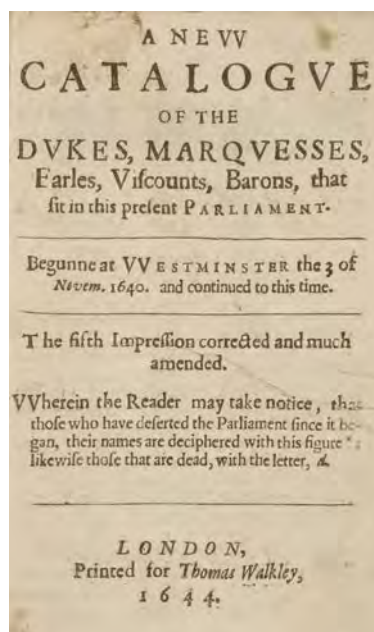 A NEVV
CATALOGVE
OF THE
DVKES, MARQVESSES,
Earles, Viſcounts, Barons, that
ſit in this preſent PARLIAMENT.
Begunne at VVESTMINSTER the 3 of
Novem. 1640. and continued to this time.
The fifth Impreſſion corrected and much
amended.
VVherein the Reader may take notice, that
thoſe who have deſerted the Parliament ſince it be-
gan, their names are deciphered with this figure *:
likewiſe thoſe that are dead, with the letter, d.
LONDON,
Printed for Thomas Walkley,
1644.